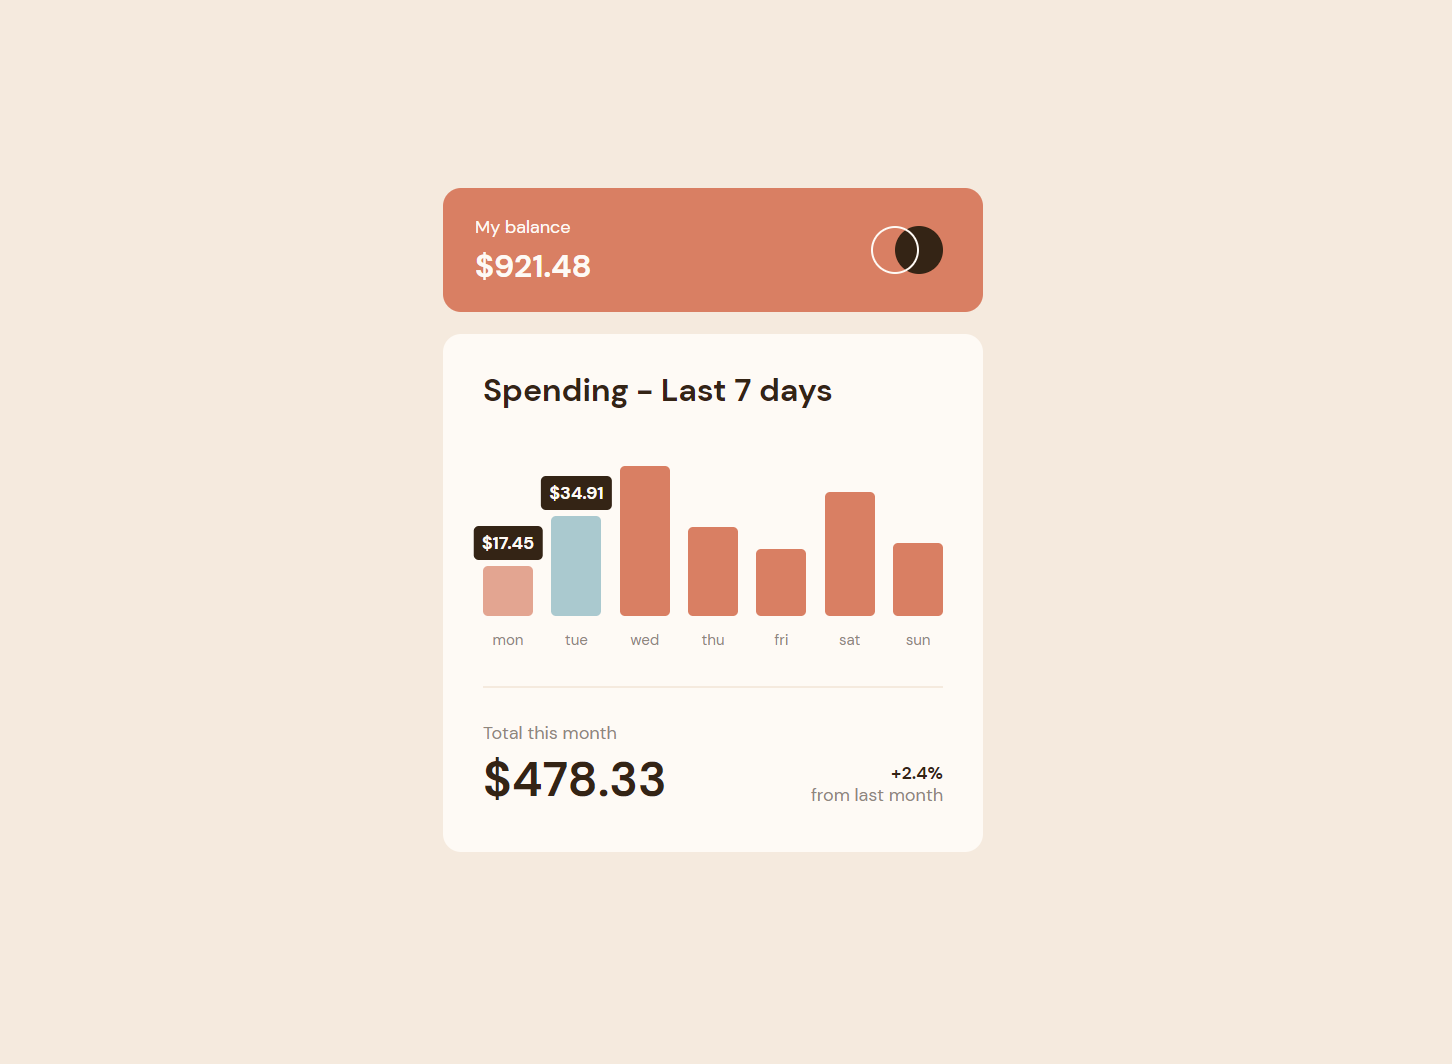 My balance
$921.48
Spending - Last 7 days
$34.91
$17.45
mon tue wed thu fri sat sun
Total this month
$478.33
+2.4%
from last month